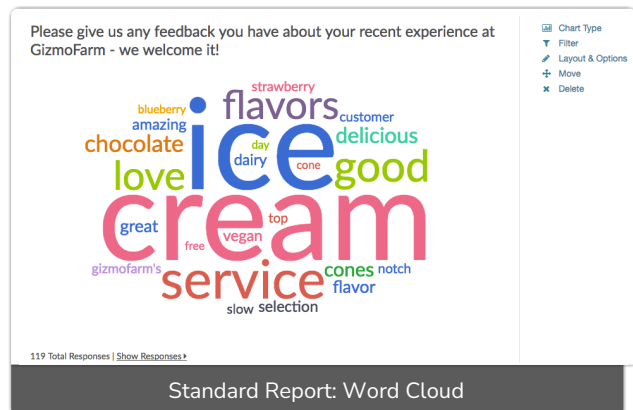 Please give us any feedback you have about your recent experience at
GizmoFarm - we welcome it!
Chart Type
Filter
Layout & Options
Move
Delete
strawberry
blueberry
flavors
customer
amazing
ice
delicious
chocolate
day
dairy
cone
love
good
cream
great
top
free
vegan
gizmofarm's
service
cones
notch
flavor
slow
selection
119 Total Responses | Show Responses
Standard Report: Word Cloud